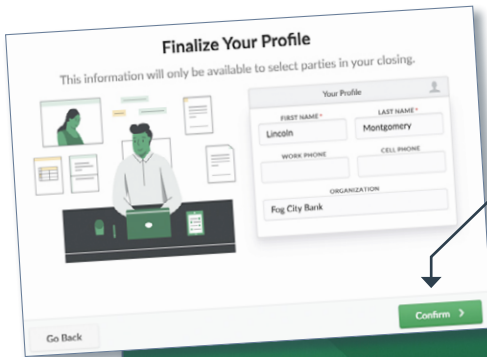 Finalize Your Profile
This information will only be available to select parties in your closing.
Your Profile
FIRST NAME* LAST NAME*
Lincoln Montgomery
WORK PHONE CELL PHONE
ORGANIZATION
Fog City Bank
Go Back Confirm